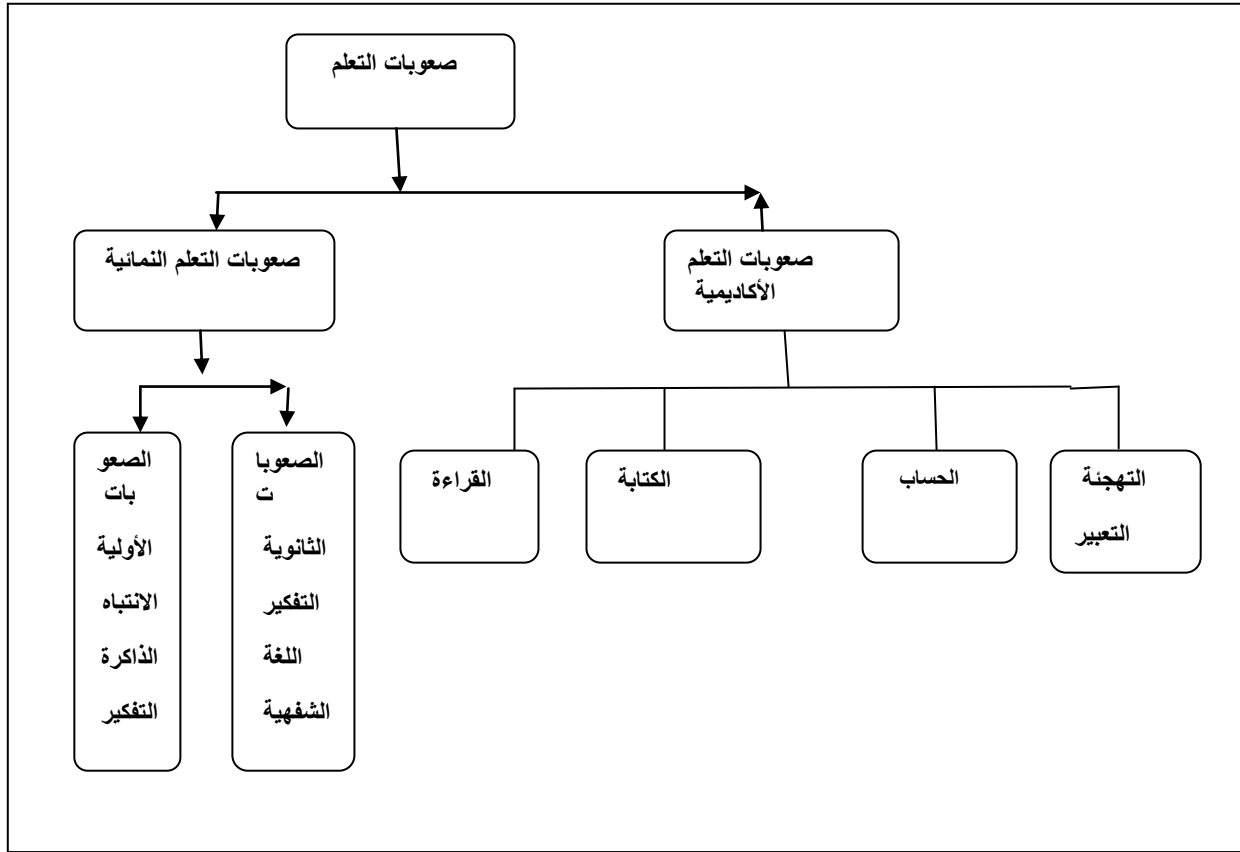 صعوبات التعلم
صعوبات التعلم
الأكاديمية
صعوبات التعلم النمائية
التهجئة
التعبير
الحساب
الكتابة
القراءة
الصعوبا
ت
الثانوية
التفكير
اللغة
الشفهية
الصعو
بات
الأولية
الانتباه
الذاكرة
التفكير